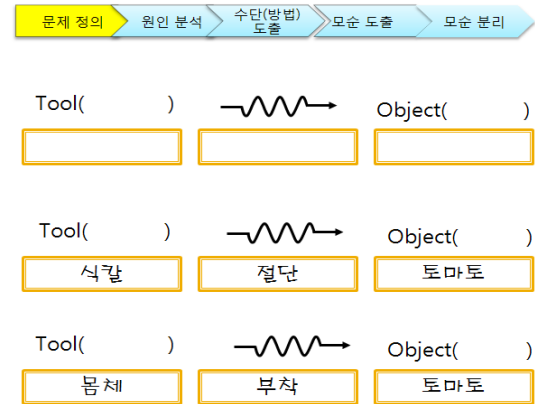 문제 정의 원인 분석 수단(방법) 도출 모순 도출 모순 분리
Tool( ) Object( )
Tool( ) Object( )
식칼 절단 토마토
Tool( ) Object( )
몸체 부착 토마토